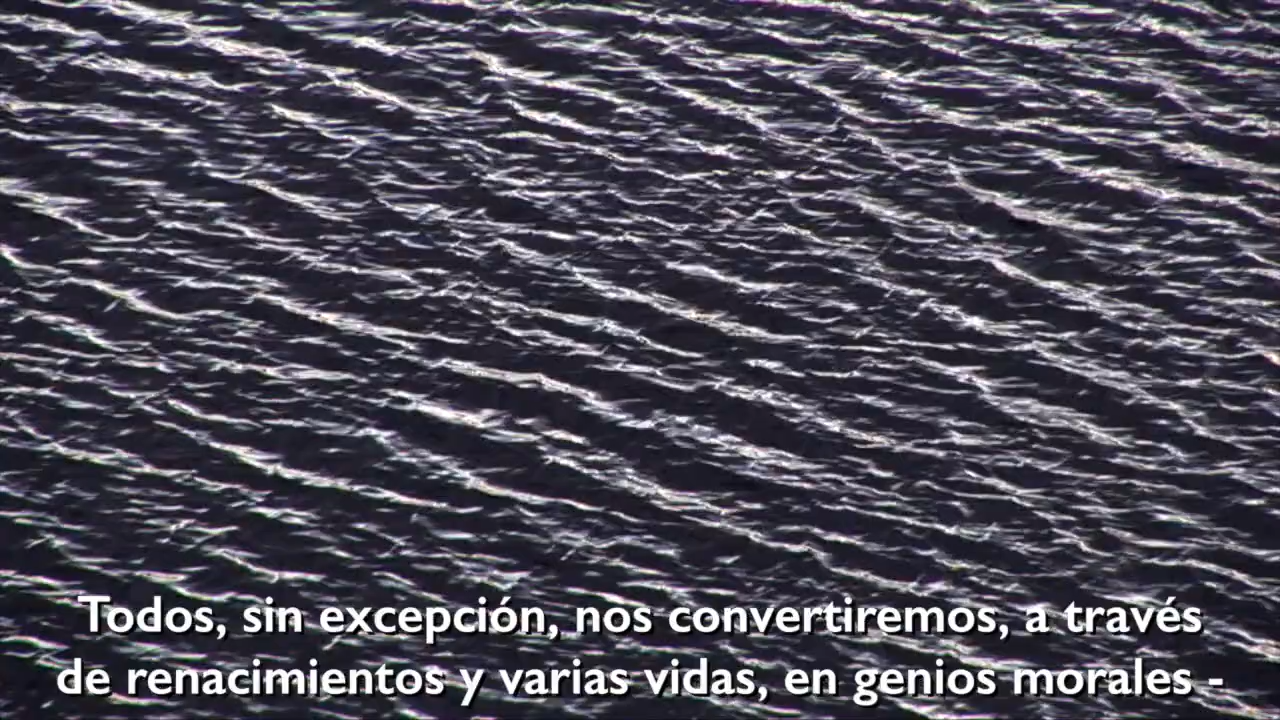 Todos, sin excepción, nos convertiremos, a través
de renacimientos y varias vidas, en genios morales -